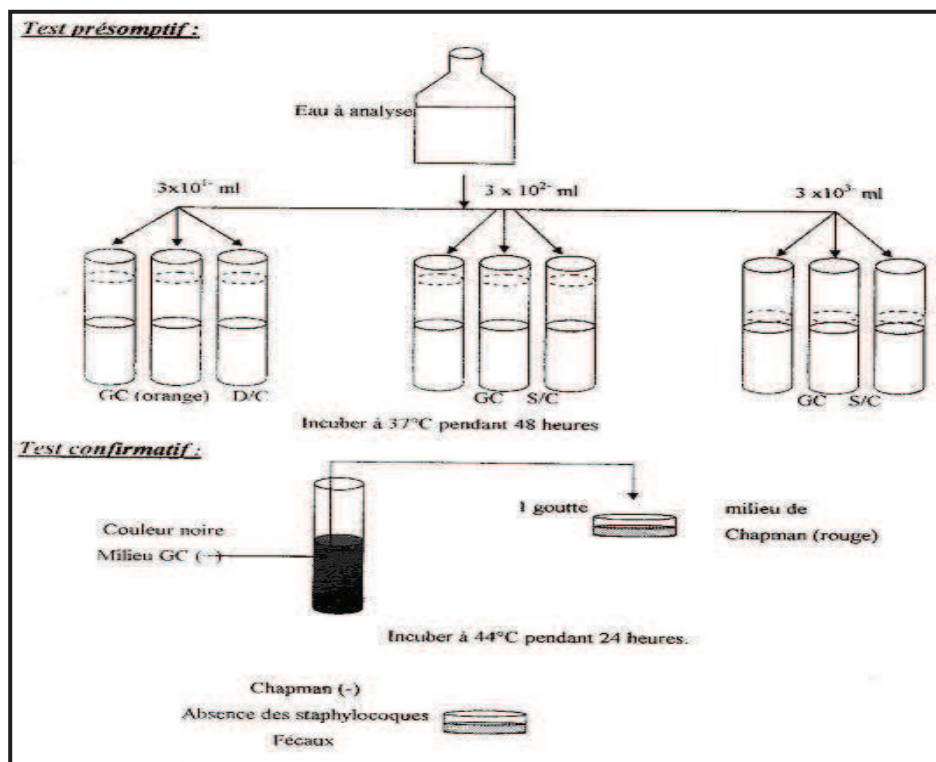 Test présomptif :
Eau à analyse
3x10¹⁻ ml
3 x 10²⁻ ml
3 x10³⁻ ml
GC (orange) D/C
GC S/C
GC S/C
Incuber à 37°C pendant 48 heures
Test confirmatif :
1 goutte
milieu de
Chapman (rouge)
Couleur noire
Milieu GC
Incuber à 44°C pendant 24 heures.
Chapman (-)
Absence des staphylocoques
Fécaux